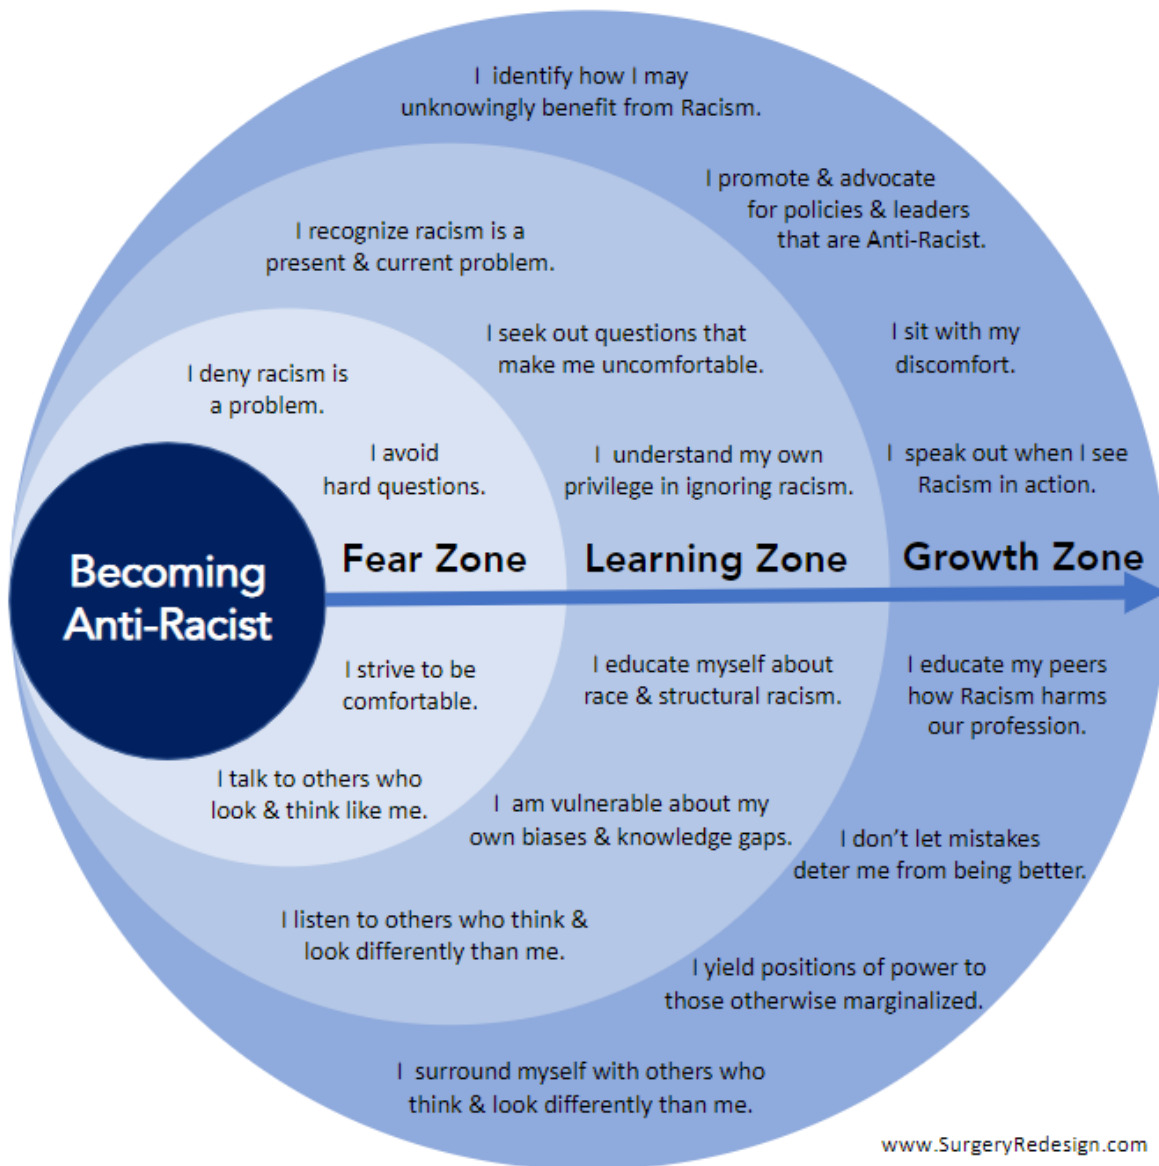 I identify how I may
unknowingly benefit from Racism.
I promote & advocate
for policies & leaders
that are Anti-Racist.
I recognize racism is a
present & current problem.
I seek out questions that
make me uncomfortable.
I sit with my
discomfort.
I deny racism is
a problem.
I avoid
hard questions.
I understand my own
privilege in ignoring racism.
I speak out when I see
Racism in action.
Becoming
Anti-Racist
Fear Zone
Learning Zone
Growth Zone
I strive to be
comfortable.
I educate myself about
race & structural racism.
I educate my peers
how Racism harms
our profession.
I talk to others who
look & think like me.
I am vulnerable about my
own biases & knowledge gaps.
I don’t let mistakes
deter me from being better.
I listen to others who think &
look differently than me.
I yield positions of power to
those otherwise marginalized.
I surround myself with others who
think & look differently than me.
www.SurgeryRedesign.com